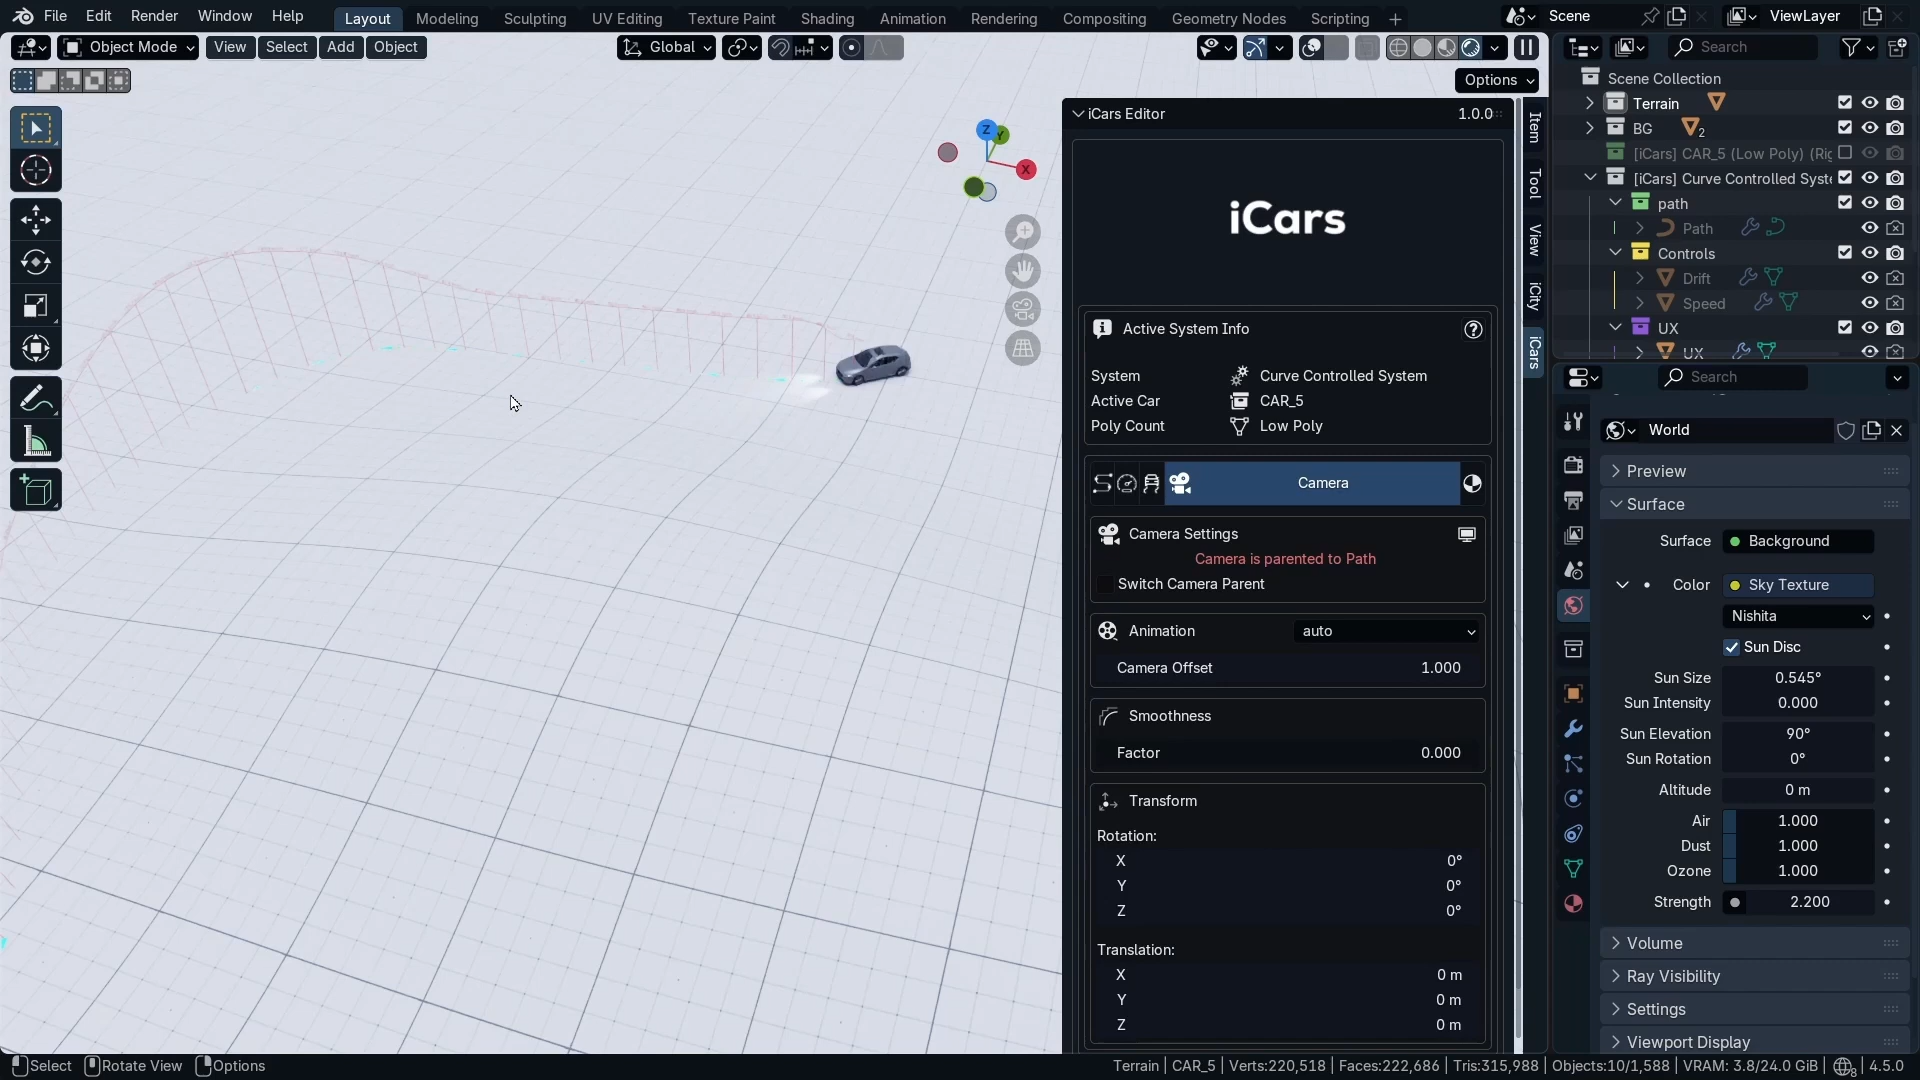 File Edit Render Window Help Layout Modeling Sculpting UV Editing Texture Paint Shading Animation Rendering Compositing Geometry Nodes Scripting + Scene ViewLayer
Object Mode View Select Add Object Global Search
Options
Scene Collection
Terrain
BG 2
[iCars] CAR_5 (Low Poly) (Rig
[iCars] Curve Controlled Syste
path
Path
Controls
Drift
Speed
UX
UX
Z Y X
iCars Editor 1.0.0
iCars
Item
Tool
View
iCity
iCars
Active System Info
System Curve Controlled System
Active Car CAR_5
Poly Count Low Poly
Camera
Camera Settings
Camera is parented to Path
Switch Camera Parent
Animation auto
Camera Offset 1.000
Smoothness
Factor 0.000
Transform
Rotation:
X 0°
Y 0°
Z 0°
Translation:
X 0 m
Y 0 m
Z 0 m
Search
World
Preview
Surface
Surface Background
Color Sky Texture
Nishita
Sun Disc
Sun Size 0.545°
Sun Intensity 0.000
Sun Elevation 90°
Sun Rotation 0°
Altitude 0 m
Air 1.000
Dust 1.000
Ozone 1.000
Strength 2.200
Volume
Ray Visibility
Settings
Viewport Display
Select Rotate View Options
Terrain | CAR_5 | Verts:220,518 | Faces:222,686 | Tris:315,988 | Objects:10/1,588 | VRAM: 3.8/24.0 GiB | 8 | 4.5.0